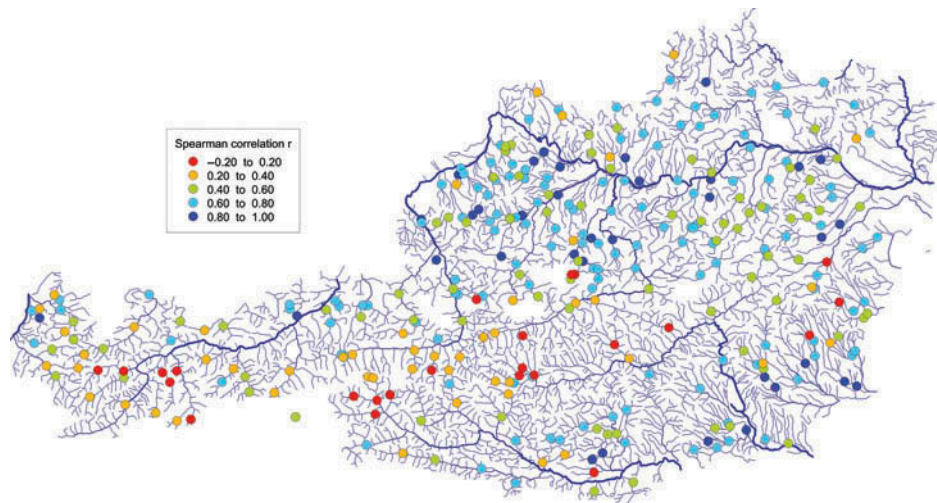 Spearman correlation r
−0.20 to 0.20
0.20 to 0.40
0.40 to 0.60
0.60 to 0.80
0.80 to 1.00